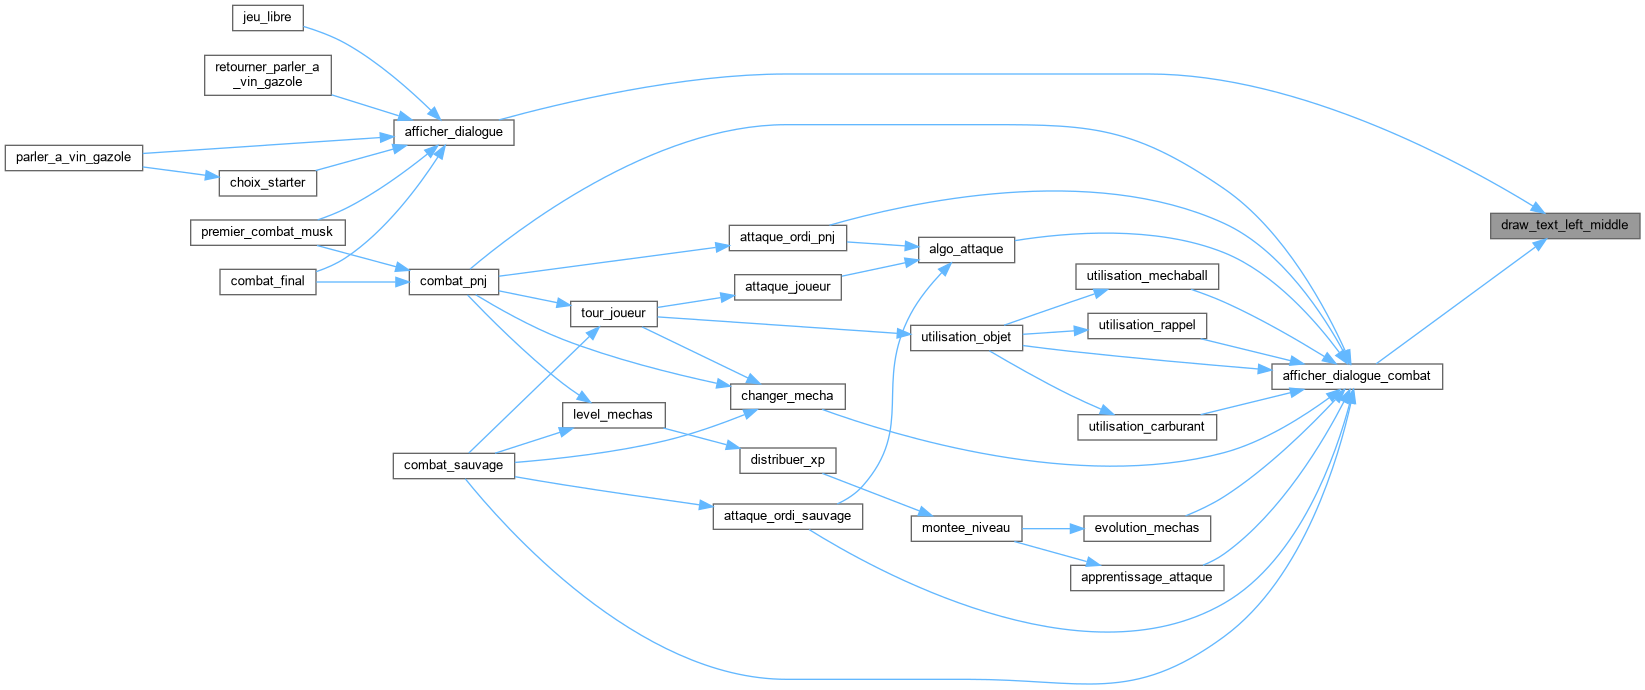 jeu_libre
retourner_parler_a
_vin_gazole
afficher_dialogue
parler_a_vin_gazole
choix_starter
premier_combat_musk
draw_text_left_middle
attaque_ordi_pnj
algo_attaque
combat_final
combat_pnj
utilisation_mechaball
attaque_joueur
tour_joueur
utilisation_rappel
utilisation_objet
afficher_dialogue_combat
changer_mecha
level_mechas
utilisation_carburant
combat_sauvage
distribuer_xp
attaque_ordi_sauvage
montee_niveau
evolution_mechas
apprentissage_attaque